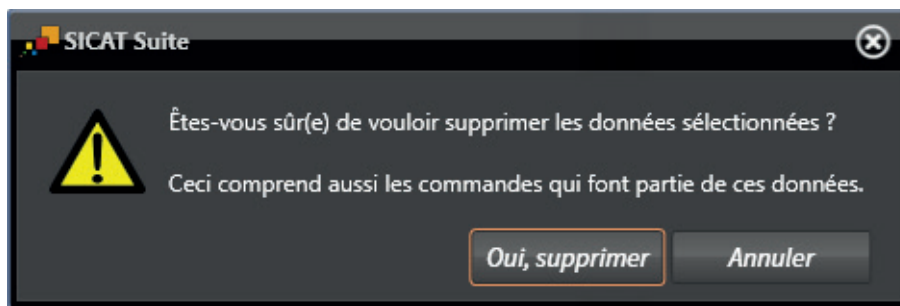 SICAT Suite
Êtes-vous sûr(e) de vouloir supprimer les données sélectionnées ?
Ceci comprend aussi les commandes qui font partie de ces données.
Oui, supprimer
Annuler